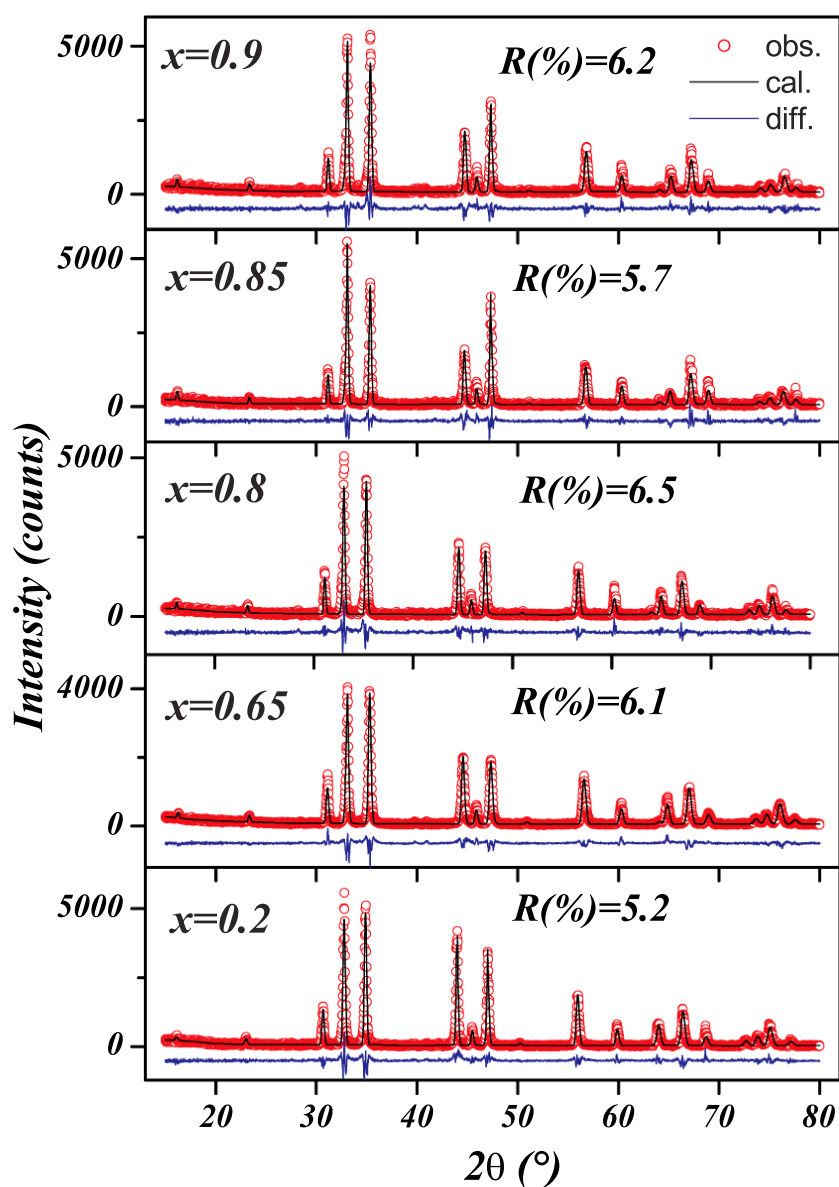 5000
x=0.9
R(%)=6.2
obs.
cal.
diff.
0
5000
x=0.85
R(%)=5.7
0
5000
x=0.8
R(%)=6.5
0
4000
x=0.65
R(%)=6.1
0
5000
x=0.2
R(%)=5.2
0
20 30 40 50 60 70 80
2θ (°)
Intensity (counts)